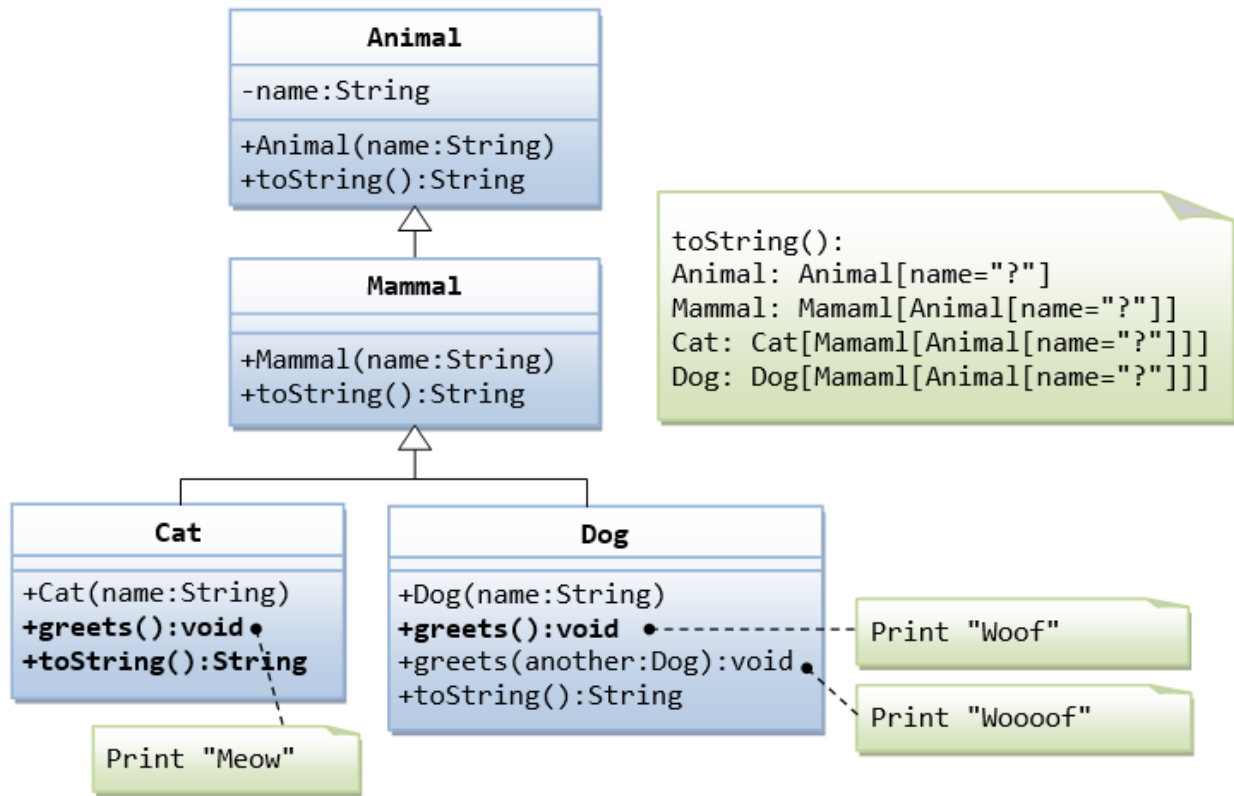 Animal
-name:String
+Animal(name:String)
+toString():String
toString():
Animal: Animal[name="?"]
Mammal: Mamaml[Animal[name="?"]]
Cat: Cat[Mamaml[Animal[name="?"]]]
Dog: Dog[Mamaml[Animal[name="?"]]]
Mammal
+Mammal(name:String)
+toString():String
Cat
+Cat(name:String)
+greets():void
+toString():String
Print "Meow"
Dog
+Dog(name:String)
+greets():void
+greets(another:Dog):void
+toString():String
Print "Woof"
Print "Woooof"